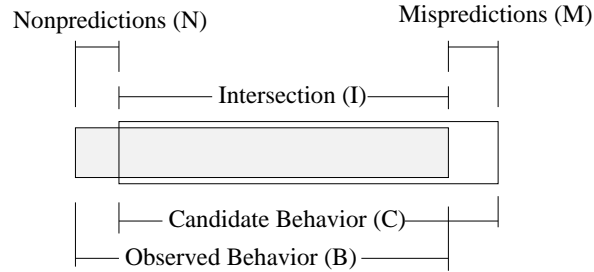 Nonpredictions (N)
Mispredictions (M)
Intersection (I)
Candidate Behavior (C)
Observed Behavior (B)